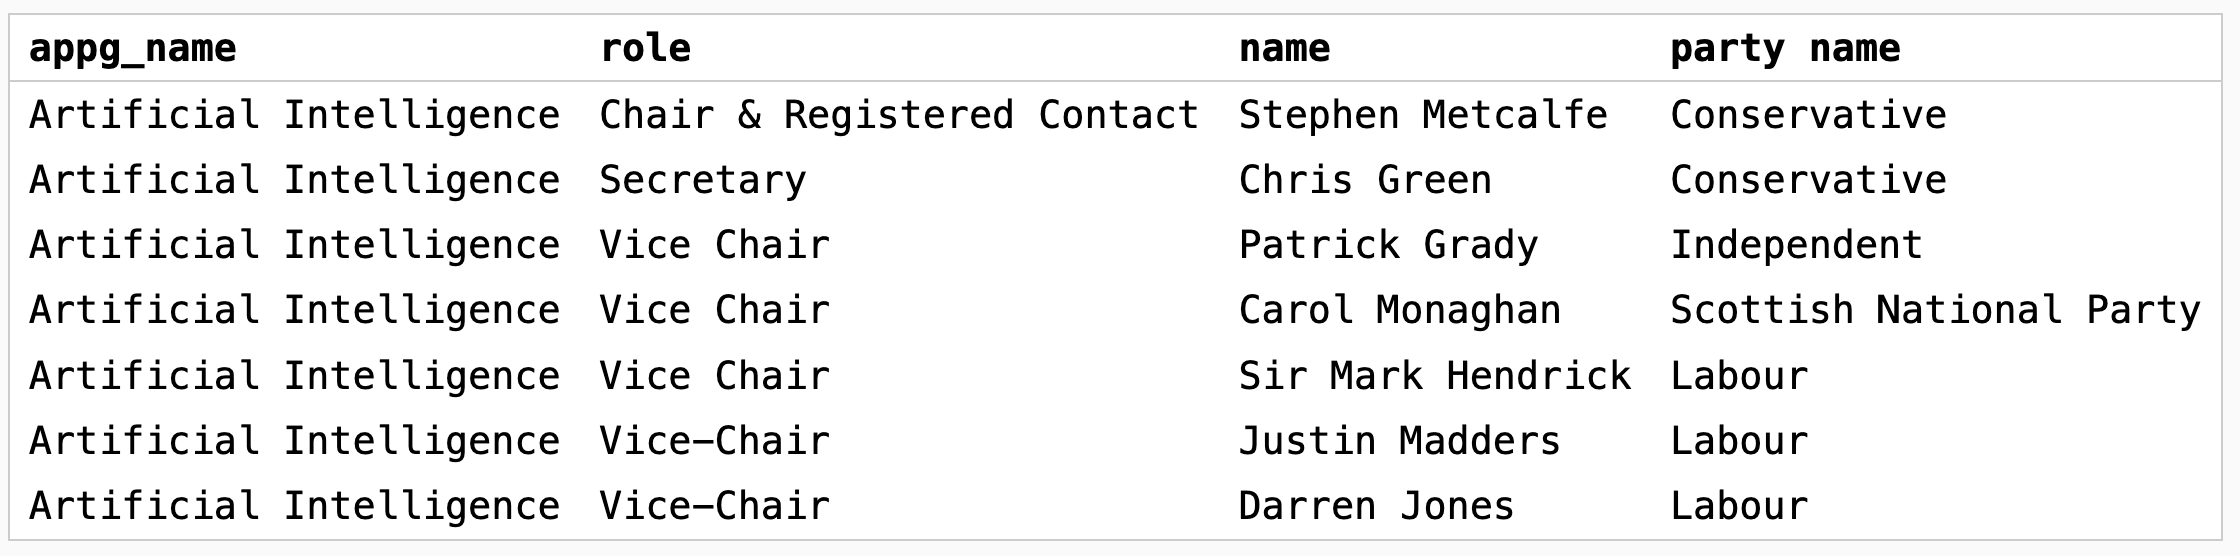 appg_name role name party name
Artificial Intelligence Chair & Registered Contact Stephen Metcalfe Conservative
Artificial Intelligence Secretary Chris Green Conservative
Artificial Intelligence Vice Chair Patrick Grady Independent
Artificial Intelligence Vice Chair Carol Monaghan Scottish National Party
Artificial Intelligence Vice Chair Sir Mark Hendrick Labour
Artificial Intelligence Vice-Chair Justin Madders Labour
Artificial Intelligence Vice-Chair Darren Jones Labour